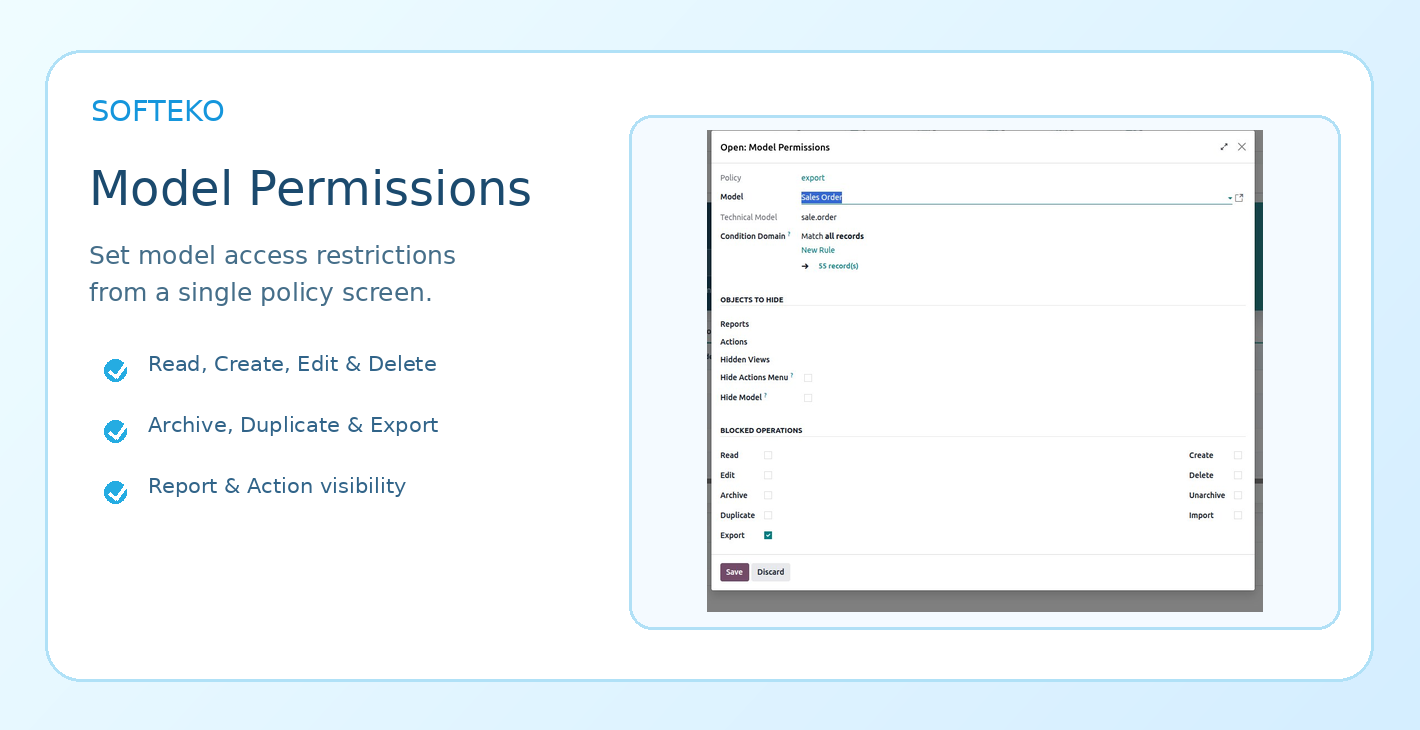 SOFTEKO
Model Permissions
Set model access restrictions
from a single policy screen.
Read, Create, Edit & Delete
Archive, Duplicate & Export
Report & Action visibility
Open: Model Permissions
Policy export
Model Sales Order
Technical Model sale.order
Condition Domain ? Match all records
New Rule
➔ 55 record(s)
OBJECTS TO HIDE
Reports
Actions
Hidden Views
Hide Actions Menu ?
Hide Model ?
BLOCKED OPERATIONS
Read Create
Edit Delete
Archive Unarchive
Duplicate Import
Export
Save Discard